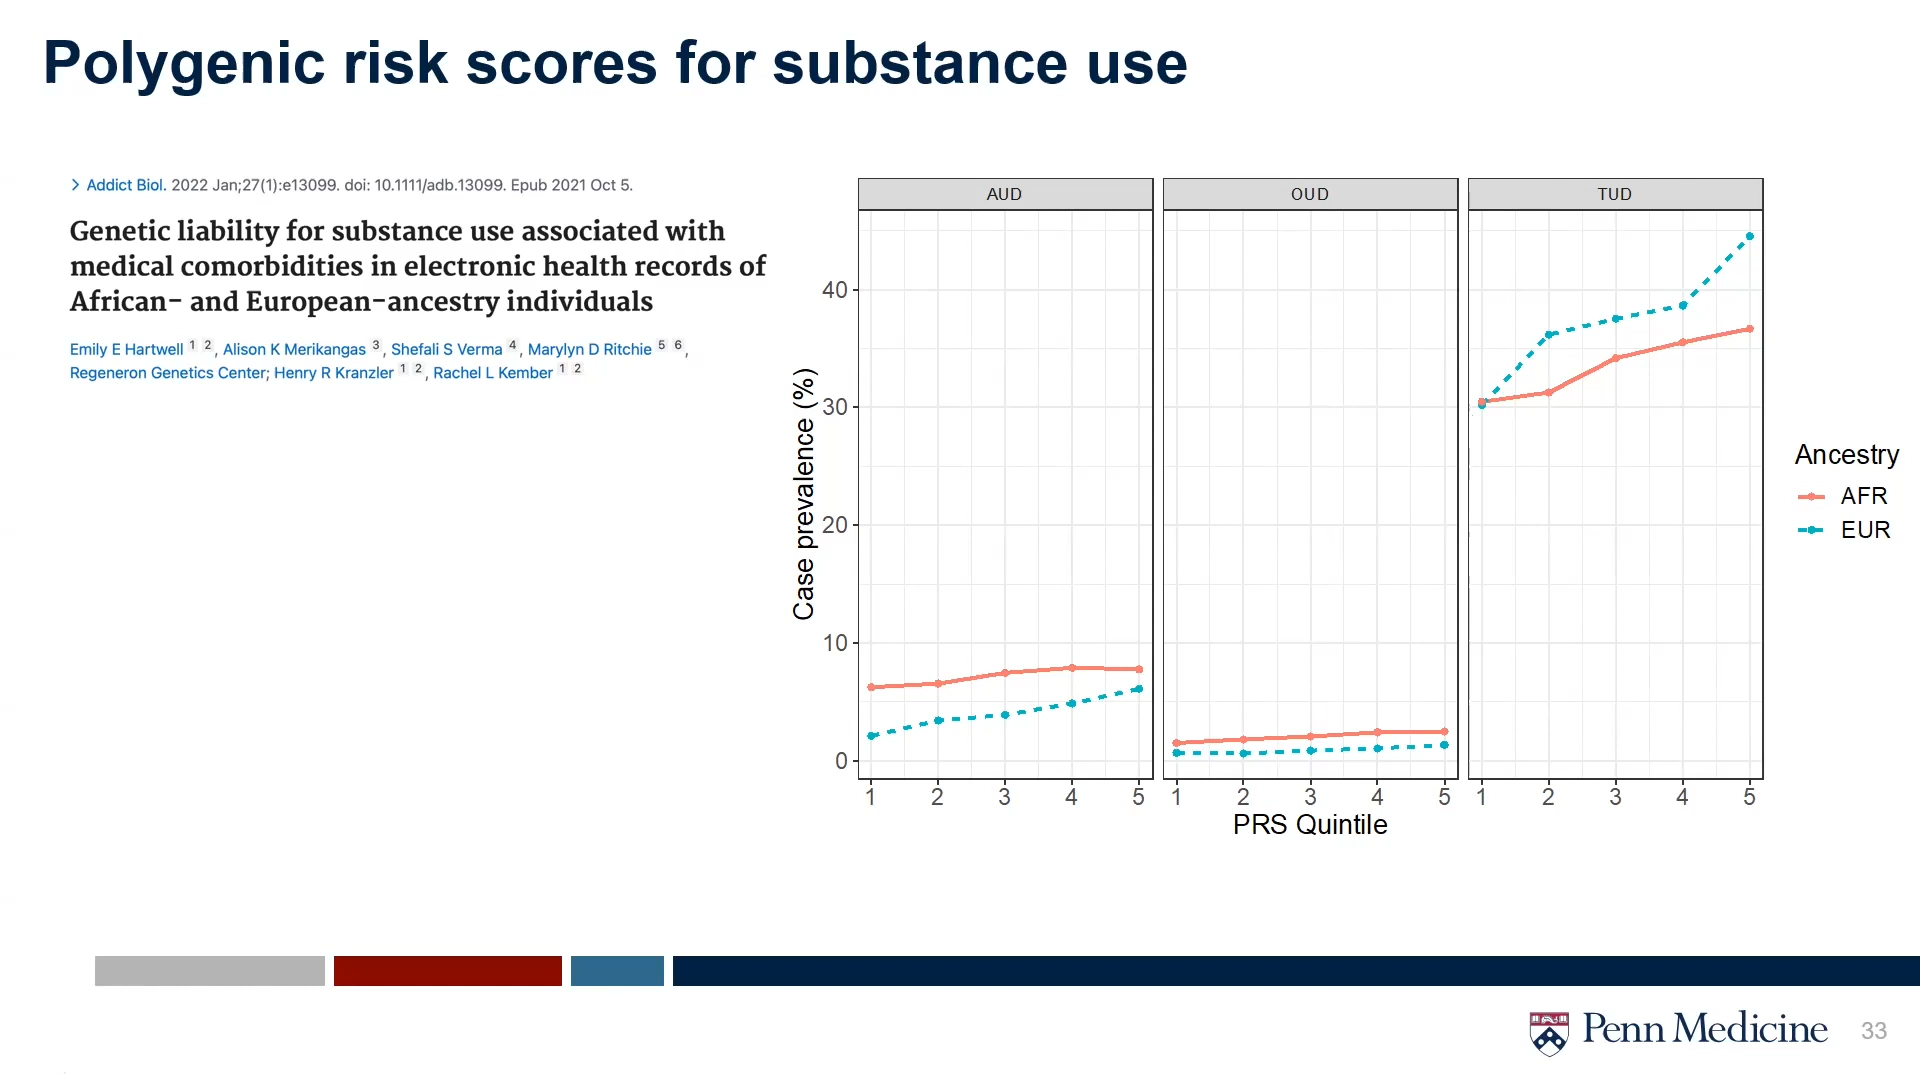 Polygenic risk scores for substance use
> Addict Biol. 2022 Jan;27(1):e13099. doi: 10.1111/adb.13099. Epub 2021 Oct 5.
Genetic liability for substance use associated with
medical comorbidities in electronic health records of
African- and European-ancestry individuals
Emily E Hartwell 1 2, Alison K Merikangas 3, Shefali S Verma 4, Marylyn D Ritchie 5 6,
Regeneron Genetics Center; Henry R Kranzler 1 2, Rachel L Kember 1 2
AUD OUD TUD
Case prevalence (%)
40
30
20
10
0
1 2 3 4 5 1 2 3 4 5 1 2 3 4 5
PRS Quintile
Ancestry
AFR
EUR
Penn Medicine
33